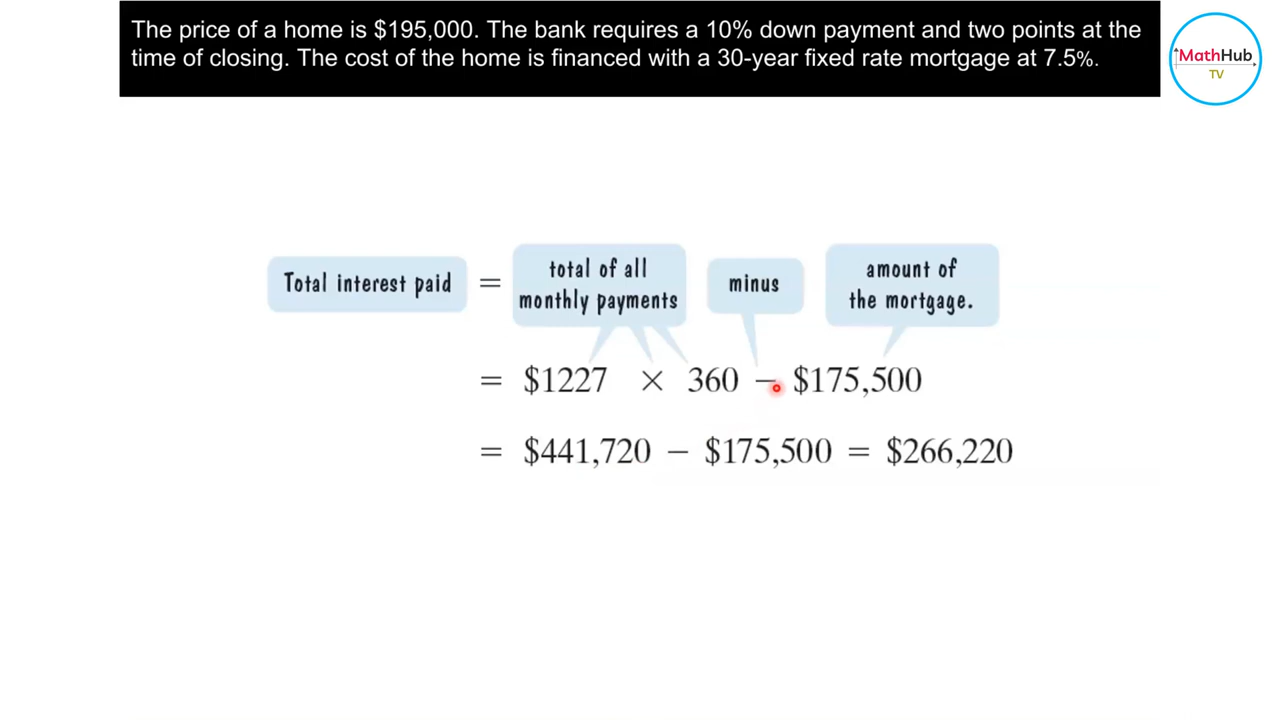 The price of a home is $195,000. The bank requires a 10% down payment and two points at the
time of closing. The cost of the home is financed with a 30-year fixed rate mortgage at 7.5%.
MathHub
TV
Total interest paid = total of all monthly payments minus amount of the mortgage.
= $1227 × 360 – $175,500
= $441,720 – $175,500 = $266,220